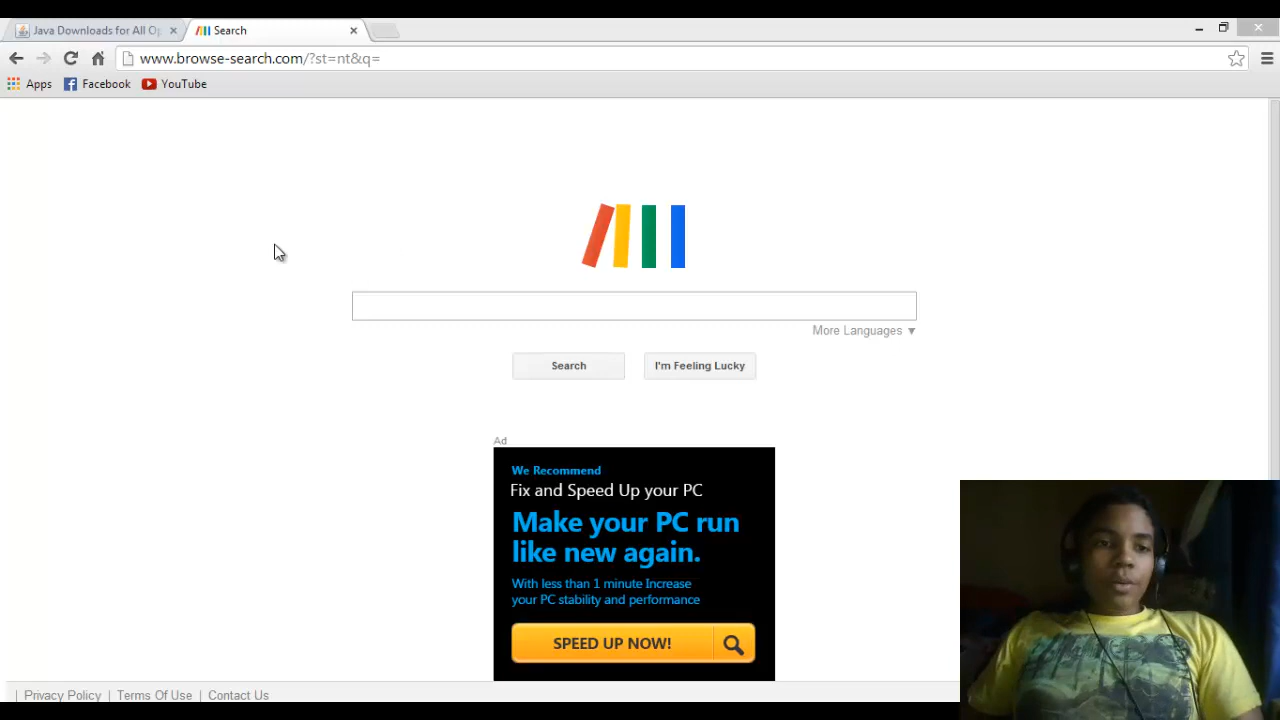 Java Downloads for All Op
Search
www.browse-search.com/?st=nt&q=
Apps
Facebook
YouTube
More Languages ▼
Search
I'm Feeling Lucky
Ad
We Recommend
Fix and Speed Up your PC
Make your PC run
like new again.
With less than 1 minute Increase
your PC stability and performance
SPEED UP NOW!
| Privacy Policy | Terms Of Use | Contact Us